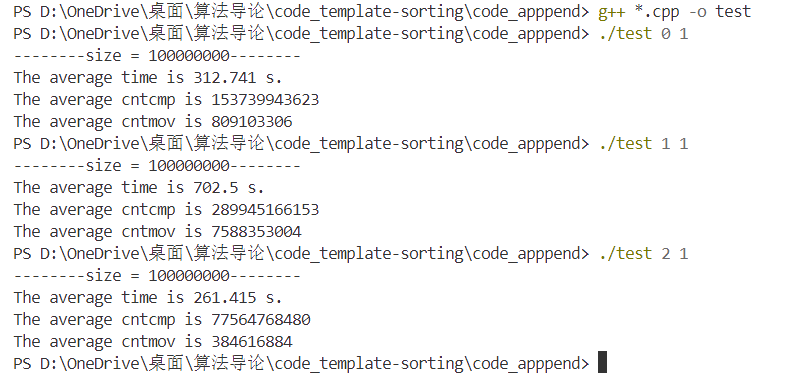 PS D:\OneDrive\桌面\算法导论\code_template-sorting\code_apppend> g++ *.cpp -o test
PS D:\OneDrive\桌面\算法导论\code_template-sorting\code_apppend> ./test 0 1
--------size = 100000000--------
The average time is 312.741 s.
The average cntcmp is 153739943623
The average cntmov is 809103306
PS D:\OneDrive\桌面\算法导论\code_template-sorting\code_apppend> ./test 1 1
--------size = 100000000--------
The average time is 702.5 s.
The average cntcmp is 289945166153
The average cntmov is 7588353004
PS D:\OneDrive\桌面\算法导论\code_template-sorting\code_apppend> ./test 2 1
--------size = 100000000--------
The average time is 261.415 s.
The average cntcmp is 77564768480
The average cntmov is 384616884
PS D:\OneDrive\桌面\算法导论\code_template-sorting\code_apppend>